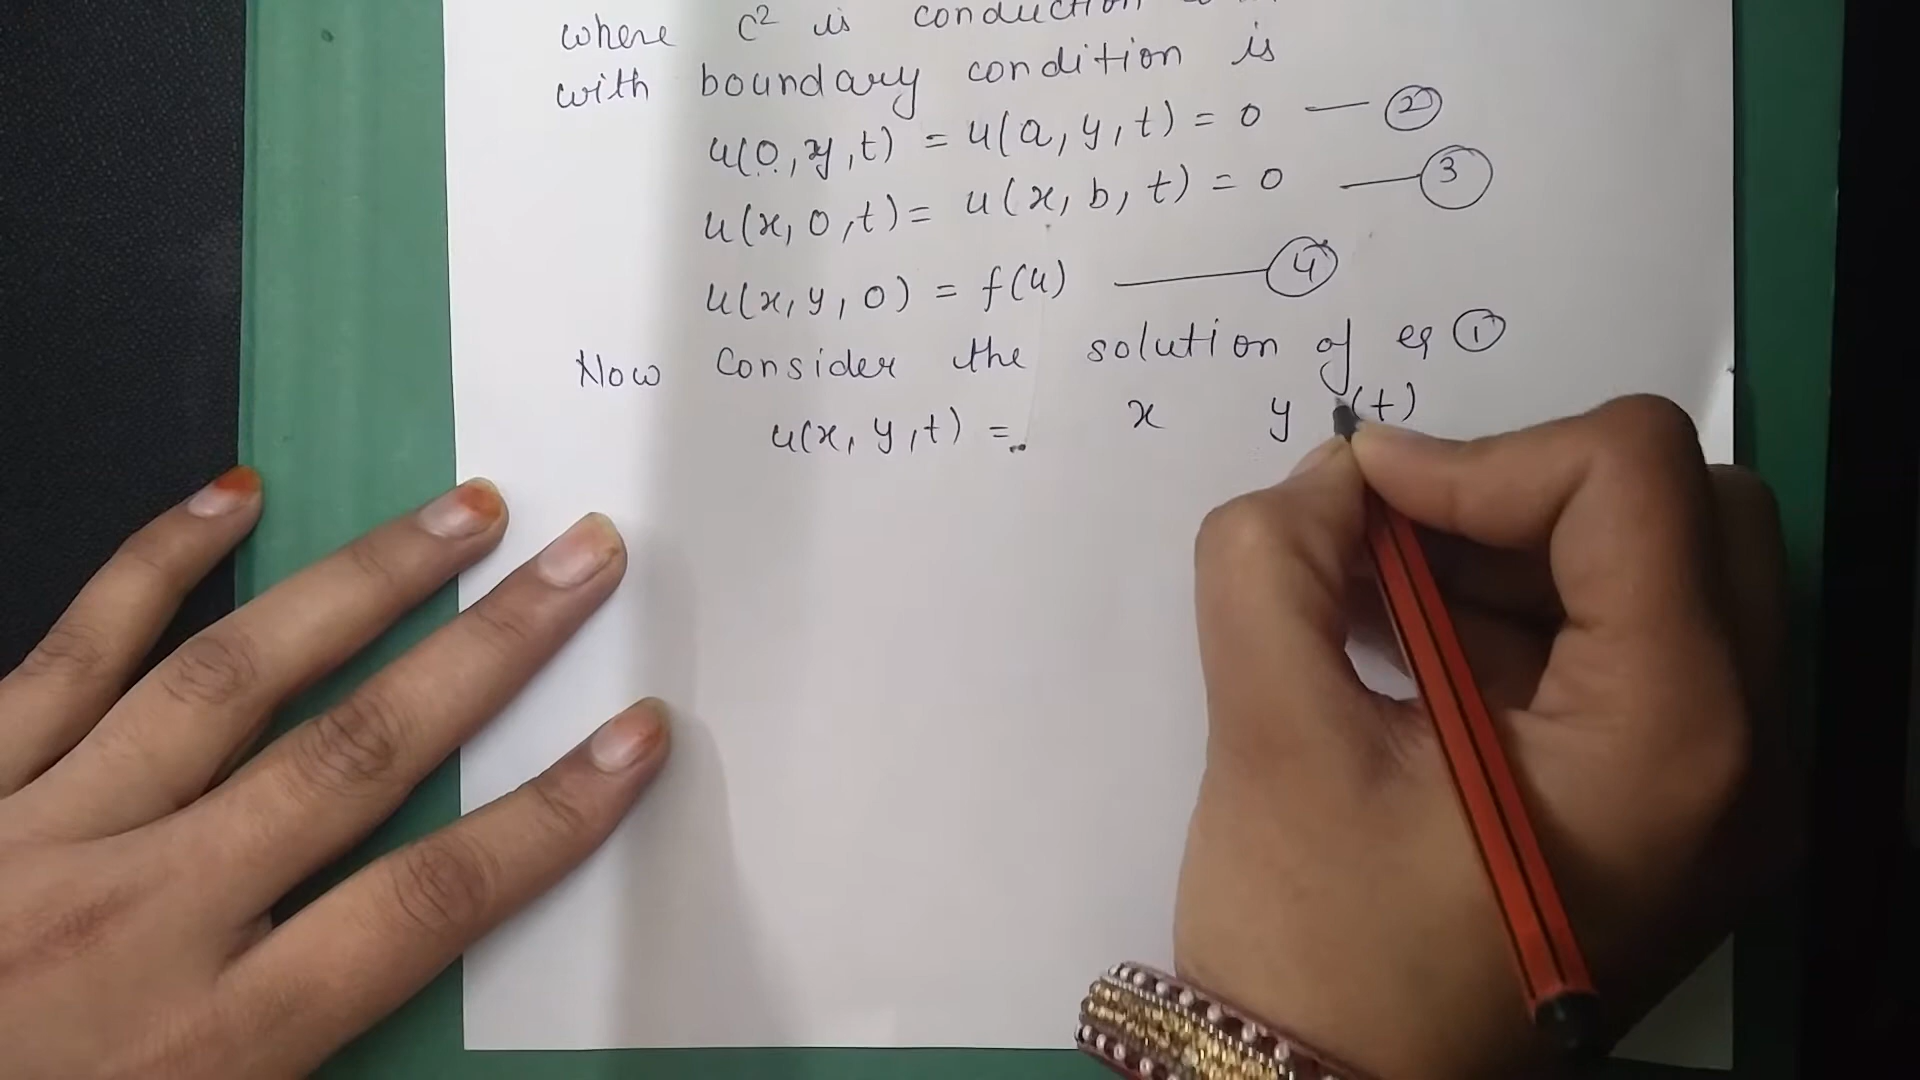 where c² is conduction
with boundary condition is
u(0,y,t) = u(a,y,t) = 0 — ②
u(x,0,t) = u(x,b,t) = 0 — ③
u(x,y,0) = f(u) — ④
Now Consider the solution of eq ①
u(x,y,t) = x y (t)